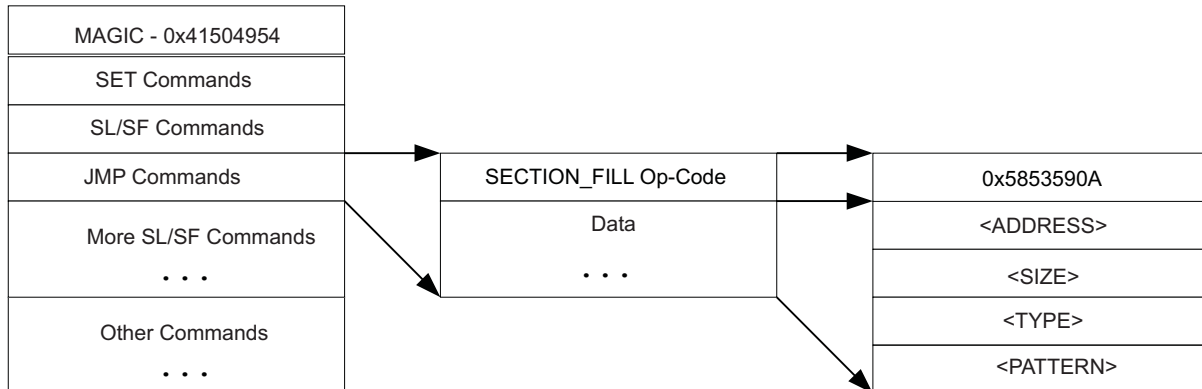 MAGIC - 0x41504954
SET Commands
SL/SF Commands
JMP Commands
More SL/SF Commands
. . .
Other Commands
. . .
SECTION_FILL Op-Code
Data
. . .
0x5853590A
<ADDRESS>
<SIZE>
<TYPE>
<PATTERN>